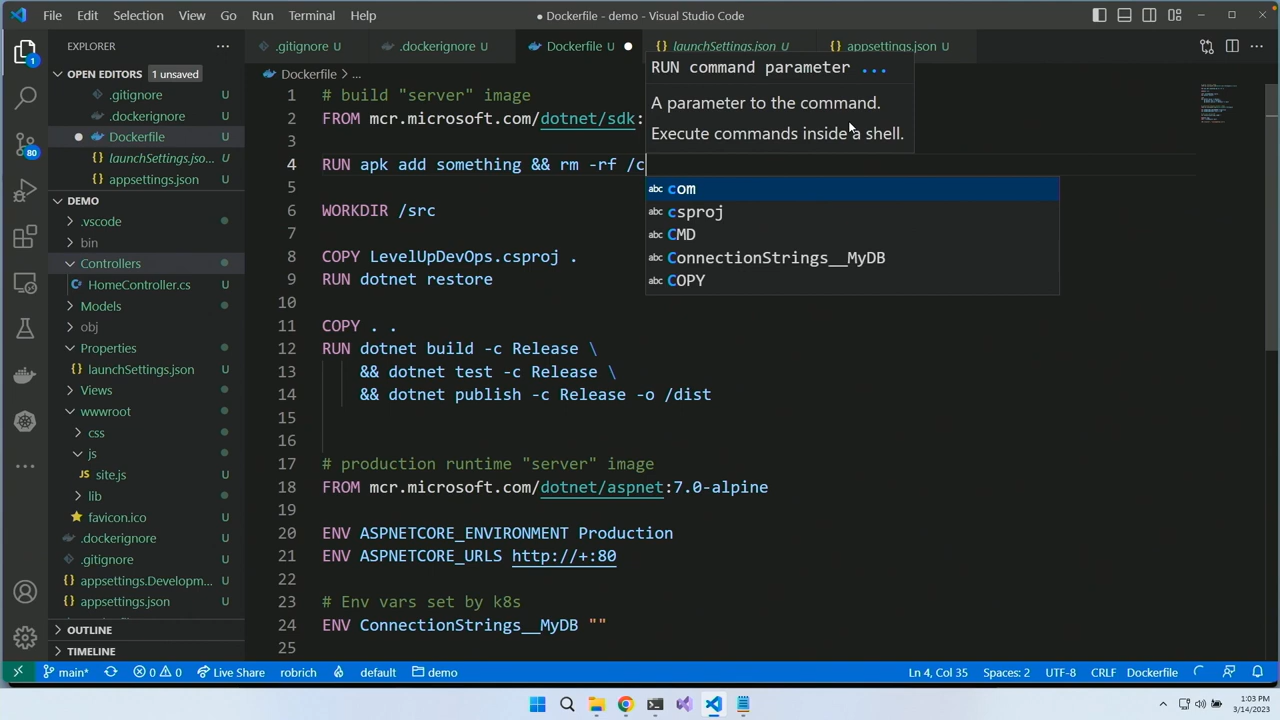 File Edit Selection View Go Run Terminal Help
● Dockerfile - demo - Visual Studio Code
EXPLORER
.gitignore U
.dockerignore U
Dockerfile U
launchSettings.json
appsettings.json U
OPEN EDITORS 1 unsaved
.gitignore U
.dockerignore U
Dockerfile U
launchSettings.jso... U
appsettings.json U
DEMO
.vscode
bin
Controllers
HomeController.cs U
Models
obj
Properties
launchSettings.json U
Views
wwwroot
css
js
site.js U
lib
favicon.ico U
.dockerignore U
.gitignore U
appsettings.Developm... U
appsettings.json U
OUTLINE
TIMELINE
1
80
Dockerfile > ...
1 # build "server" image
2 FROM mcr.microsoft.com/dotnet/sdk:
3
4 RUN apk add something && rm -rf /c
5
6 WORKDIR /src
7
8 COPY LevelUpDevOps.csproj .
9 RUN dotnet restore
10
11 COPY . .
12 RUN dotnet build -c Release \
13 && dotnet test -c Release \
14 && dotnet publish -c Release -o /dist
15
16
17 # production runtime "server" image
18 FROM mcr.microsoft.com/dotnet/aspnet:7.0-alpine
19
20 ENV ASPNETCORE_ENVIRONMENT Production
21 ENV ASPNETCORE_URLS http://+:80
22
23 # Env vars set by k8s
24 ENV ConnectionStrings__MyDB ""
25
RUN command parameter ...
A parameter to the command.
Execute commands inside a shell.
abc com
abc csproj
abc CMD
abc ConnectionStrings__MyDB
abc COPY
main* 0 0 Live Share robrich default demo
Ln 4, Col 35 Spaces: 2 UTF-8 CRLF Dockerfile
1:03 PM
3/14/2023